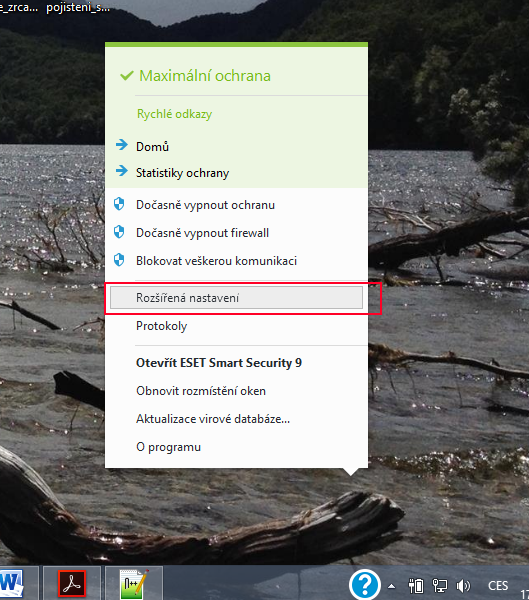 e_zrca... pojisteni_s...
Maximální ochrana
Rychlé odkazy
Domů
Statistiky ochrany
Dočasně vypnout ochranu
Dočasně vypnout firewall
Blokovat veškerou komunikaci
Rozšířená nastavení
Protokoly
Otevřít ESET Smart Security 9
Obnovit rozmístění oken
Aktualizace virové databáze...
O programu
W
n++
? CES